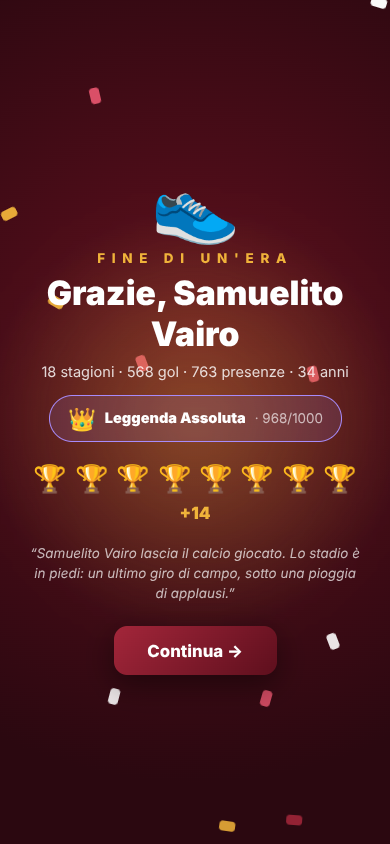 FINE DI UN'ERA
Grazie, Samuelito
Vairo
18 stagioni · 568 gol · 763 presenze · 34 anni
Leggenda Assoluta · 968/1000
+14
“Samuelito Vairo lascia il calcio giocato. Lo stadio è
in piedi: un ultimo giro di campo, sotto una pioggia
di applausi.”
Continua →